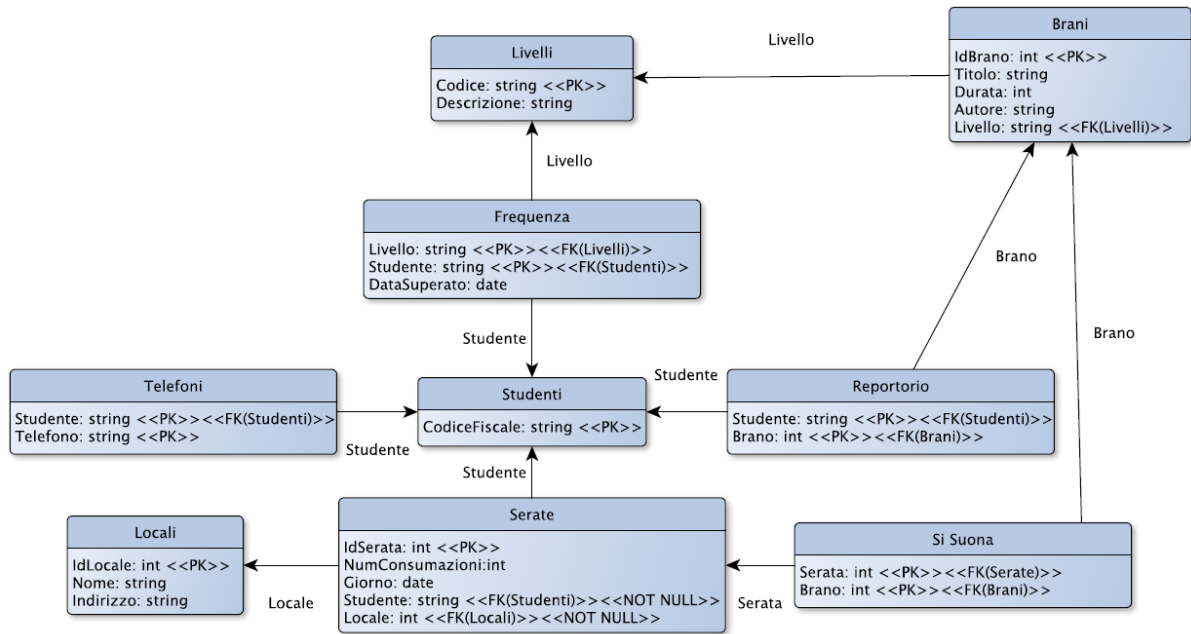 Livelli
Codice: string <<PK>>
Descrizione: string
Livello
Brani
IdBrano: int <<PK>>
Titolo: string
Durata: int
Autore: string
Livello: string <<FK(Livelli)>>
Livello
Frequenza
Livello: string <<PK>><<FK(Livelli)>>
Studente: string <<PK>><<FK(Studenti)>>
DataSuperato: date
Brano
Brano
Studente
Telefoni
Studente: string <<PK>><<FK(Studenti)>>
Telefono: string <<PK>>
Studente
Studenti
CodiceFiscale: string <<PK>>
Studente
Reportorio
Studente: string <<PK>><<FK(Studenti)>>
Brano: int <<PK>><<FK(Brani)>>
Studente
Locali
IdLocale: int <<PK>>
Nome: string
Indirizzo: string
Locale
Serate
IdSerata: int <<PK>>
NumConsumazioni:int
Giorno: date
Studente: string <<FK(Studenti)>><<NOT NULL>>
Locale: int <<FK(Locali)>><<NOT NULL>>
Serata
Si Suona
Serata: int <<PK>><<FK(Serate)>>
Brano: int <<PK>><<FK(Brani)>>